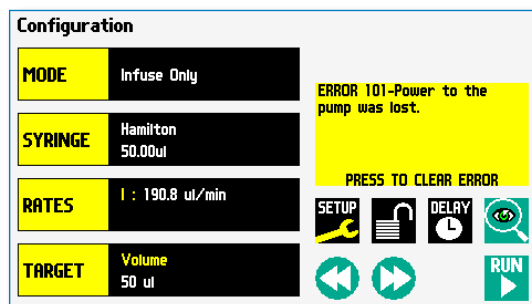 Configuration
MODE
Infuse Only
SYRINGE
Hamilton
50.00ul
RATES
I : 190.8 ul/min
TARGET
Volume
50 ul
ERROR 101-Power to the
pump was lost.
PRESS TO CLEAR ERROR
SETUP
DELAY
RUN